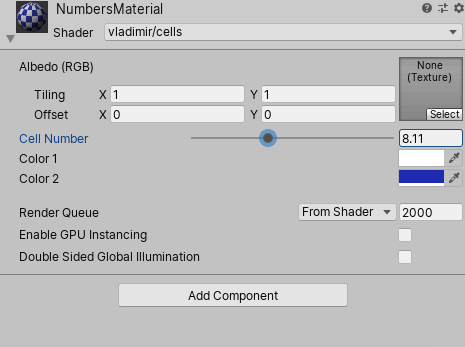 NumbersMaterial
Shader vladimir/cells
Albedo (RGB) None (Texture)
Tiling X 1 Y 1
Offset X 0 Y 0 Select
Cell Number 8.11
Color 1
Color 2
Render Queue From Shader 2000
Enable GPU Instancing
Double Sided Global Illumination
Add Component